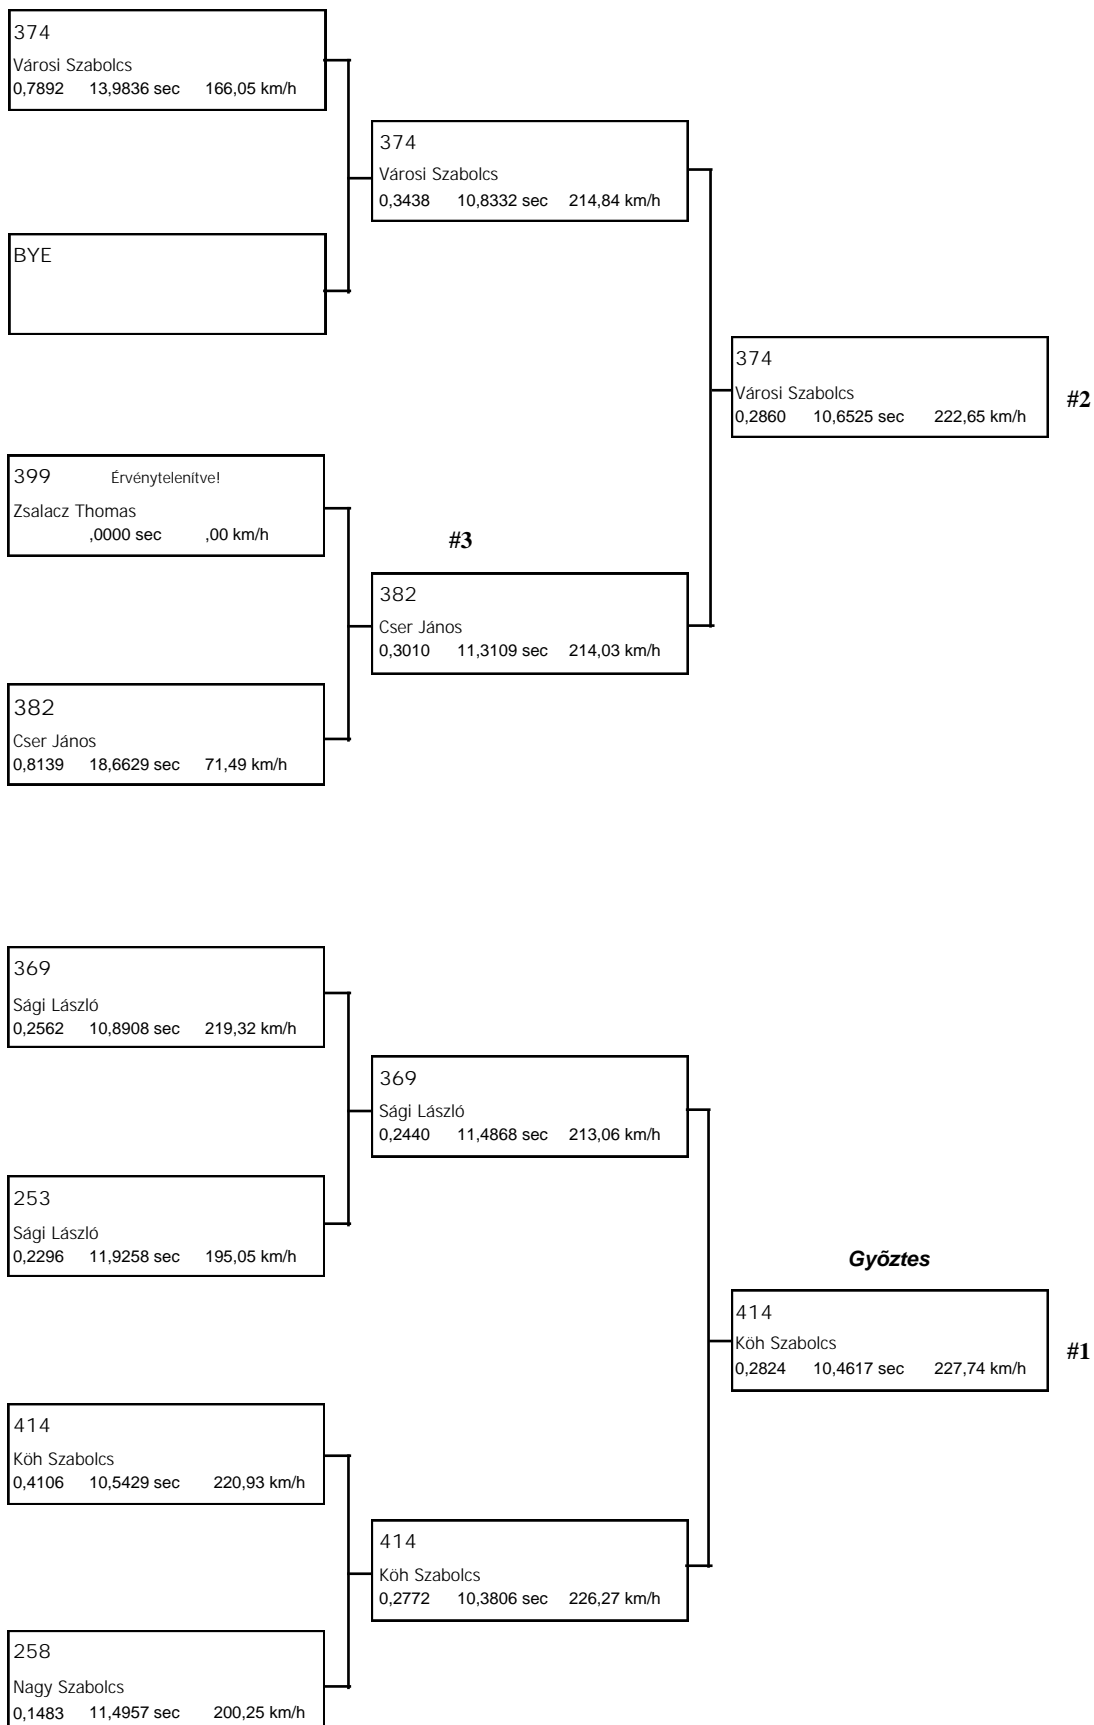 374
Városi Szabolcs
0,7892 13,9836 sec 166,05 km/h
374
Városi Szabolcs
0,3438 10,8332 sec 214,84 km/h
BYE
374
Városi Szabolcs
0,2860 10,6525 sec 222,65 km/h
#2
399 Érvénytelenítve!
Zsalacz Thomas
,0000 sec ,00 km/h
#3
382
Cser János
0,3010 11,3109 sec 214,03 km/h
382
Cser János
0,8139 18,6629 sec 71,49 km/h
369
Sági László
0,2562 10,8908 sec 219,32 km/h
369
Sági László
0,2440 11,4868 sec 213,06 km/h
253
Sági László
0,2296 11,9258 sec 195,05 km/h
Gyõztes
414
Köh Szabolcs
0,2824 10,4617 sec 227,74 km/h
#1
414
Köh Szabolcs
0,4106 10,5429 sec 220,93 km/h
414
Köh Szabolcs
0,2772 10,3806 sec 226,27 km/h
258
Nagy Szabolcs
0,1483 11,4957 sec 200,25 km/h